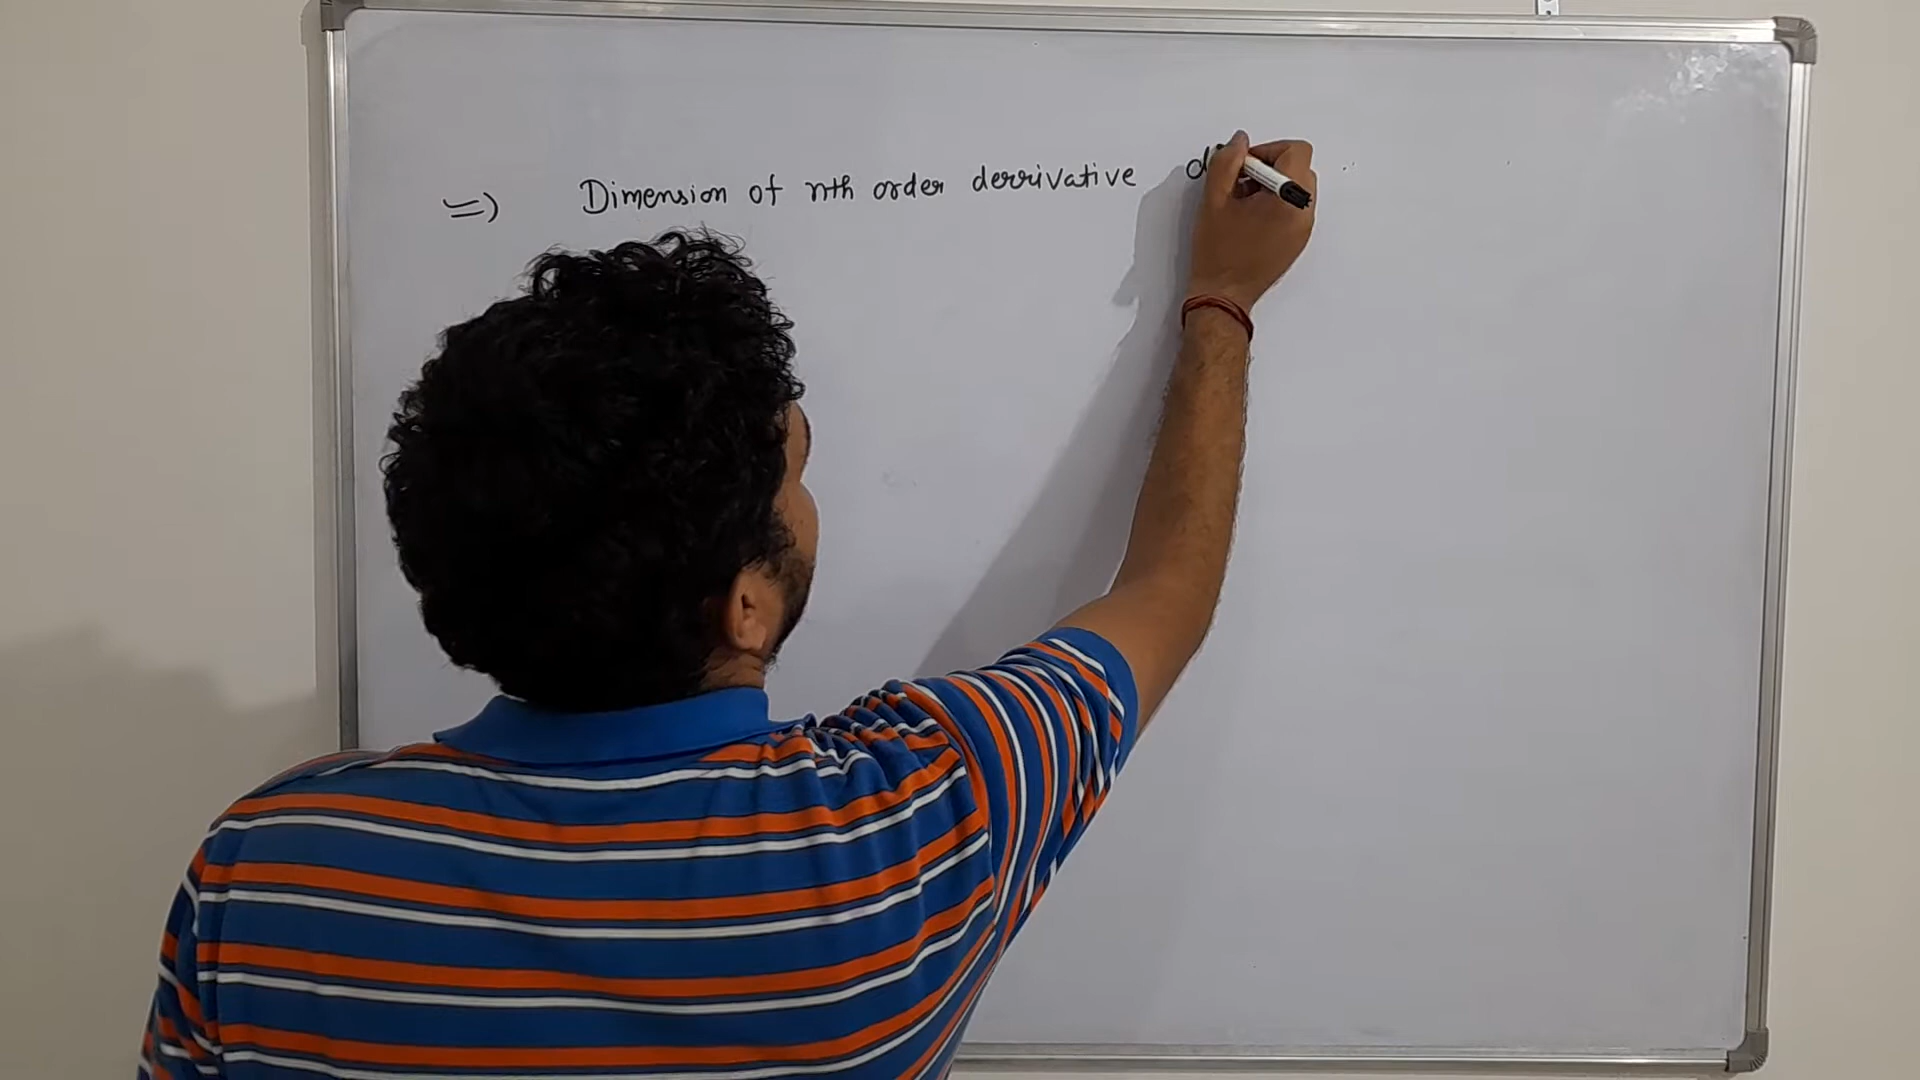 =) Dimension of nth order derrivative d